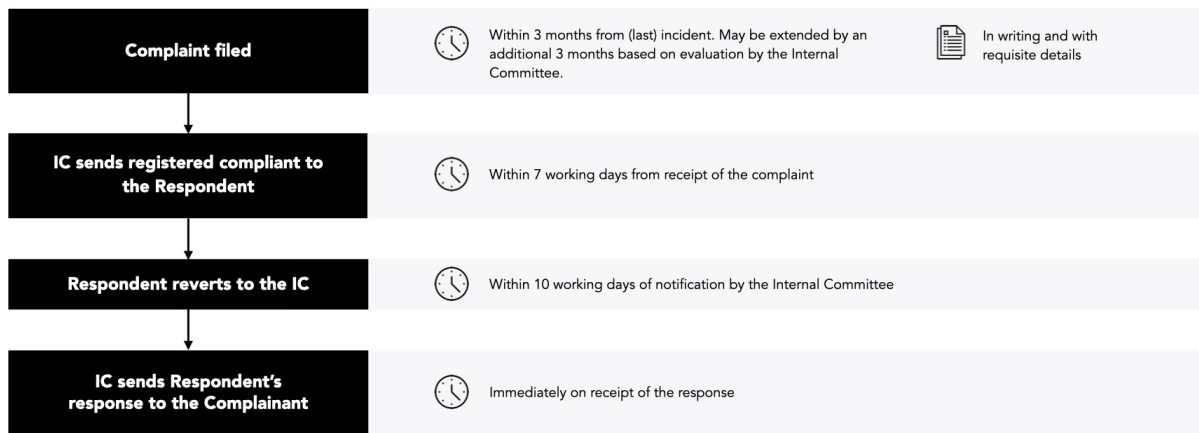 Complaint filed
Within 3 months from (last) incident. May be extended by an
additional 3 months based on evaluation by the Internal
Committee.
In writing and with
requisite details
IC sends registered compliant to
the Respondent
Within 7 working days from receipt of the complaint
Respondent reverts to the IC
Within 10 working days of notification by the Internal Committee
IC sends Respondent’s
response to the Complainant
Immediately on receipt of the response